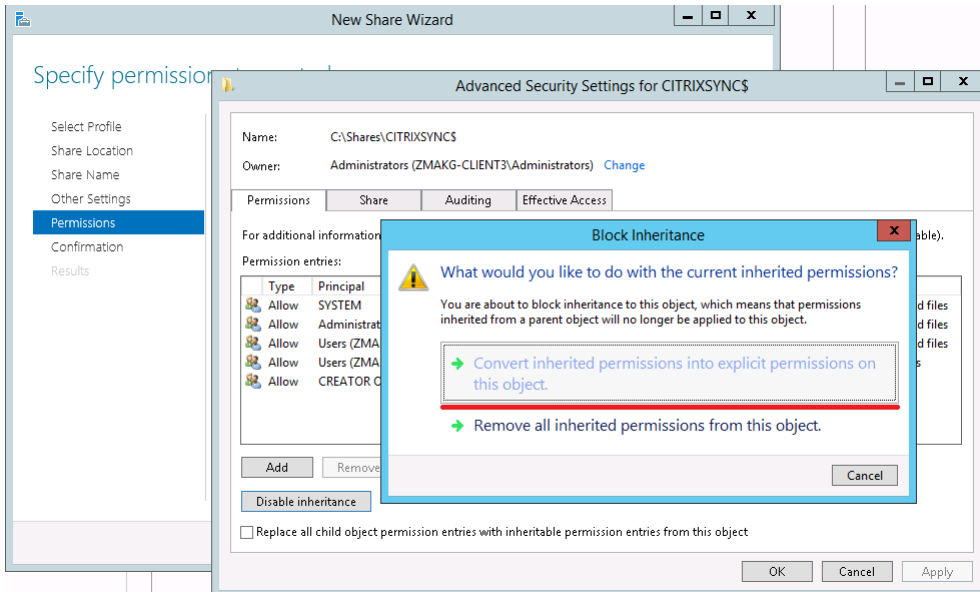 New Share Wizard
Specify permission
Select Profile
Share Location
Share Name
Other Settings
Permissions
Confirmation
Results
Advanced Security Settings for CITRIXSYNC$
Name: C:\Shares\CITRIXSYNC$
Owner: Administrators (ZMAKG-CLIENT3\Administrators) Change
Permissions Share Auditing Effective Access
For additional information able).
Permission entries:
Type Principal
Allow SYSTEM d files
Allow Administrat d files
Allow Users (ZMA d files
Allow Users (ZMA s
Allow CREATOR O
Block Inheritance
What would you like to do with the current inherited permissions?
You are about to block inheritance to this object, which means that permissions
inherited from a parent object will no longer be applied to this object.
Convert inherited permissions into explicit permissions on
this object.
Remove all inherited permissions from this object.
Cancel
Add Remove
Disable inheritance
Replace all child object permission entries with inheritable permission entries from this object
OK Cancel Apply